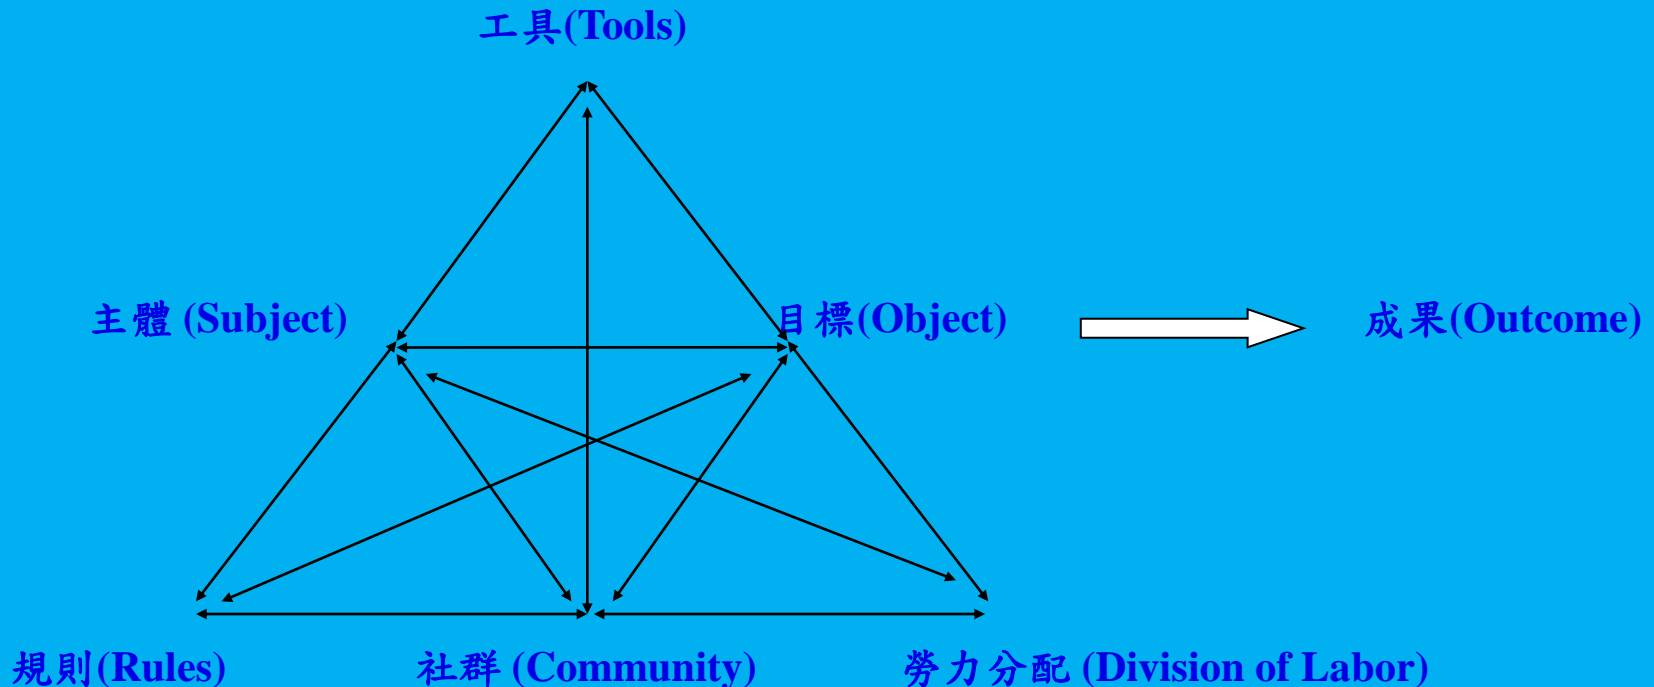 工具(Tools)
主體 (Subject)
目標(Object)
成果(Outcome)
規則(Rules)
社群 (Community)
勞力分配 (Division of Labor)